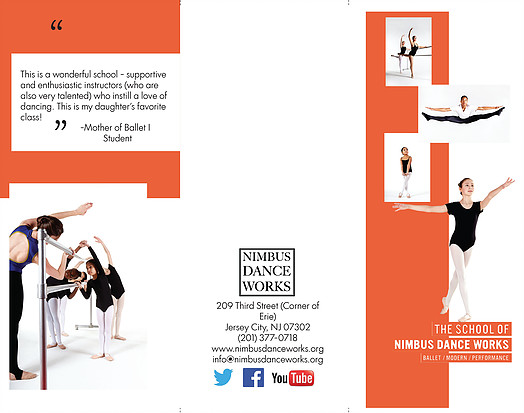 “
This is a wonderful school - supportive
and enthusiastic instructors (who are
also very talented) who instill a love of
dancing. This is my daughter's favorite
class!
”
-Mother of Ballet I
Student
NIMBUS
DANCE
WORKS
209 Third Street (Corner of
Erie)
Jersey City, NJ 07302
(201) 377-0718
www.nimbusdanceworks.org
info@nimbusdanceworks.org
You Tube
THE SCHOOL OF
NIMBUS DANCE WORKS
BALLET / MODERN / PERFORMANCE